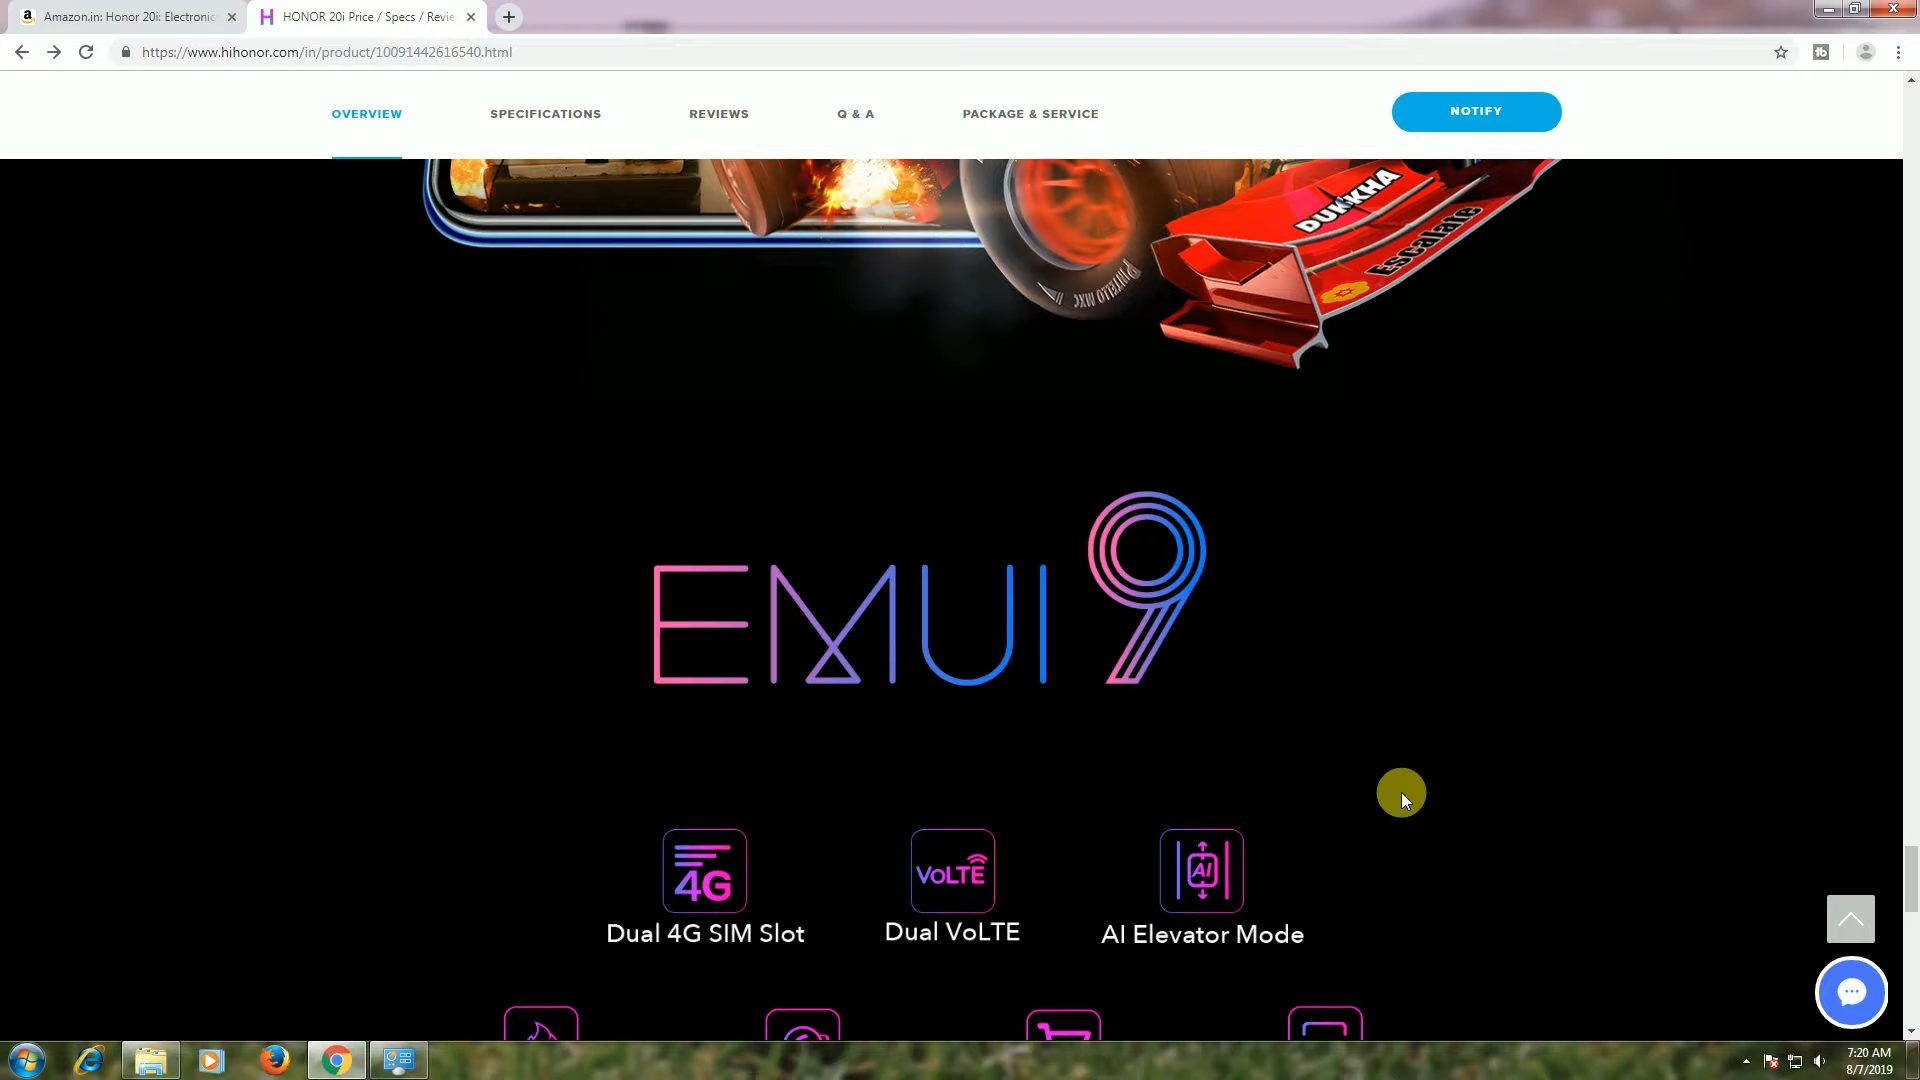 Amazon.in: Honor 20i: Electronic
HONOR 20i Price / Specs / Revie
https://www.hihonor.com/in/product/10091442616540.html
OVERVIEW
SPECIFICATIONS
REVIEWS
Q & A
PACKAGE & SERVICE
NOTIFY
DUKKHA
Escalate
PINTELLO MXC
EMUI 9
4G
VoLTE
AI
Dual 4G SIM Slot
Dual VoLTE
AI Elevator Mode
7:20 AM
8/7/2019